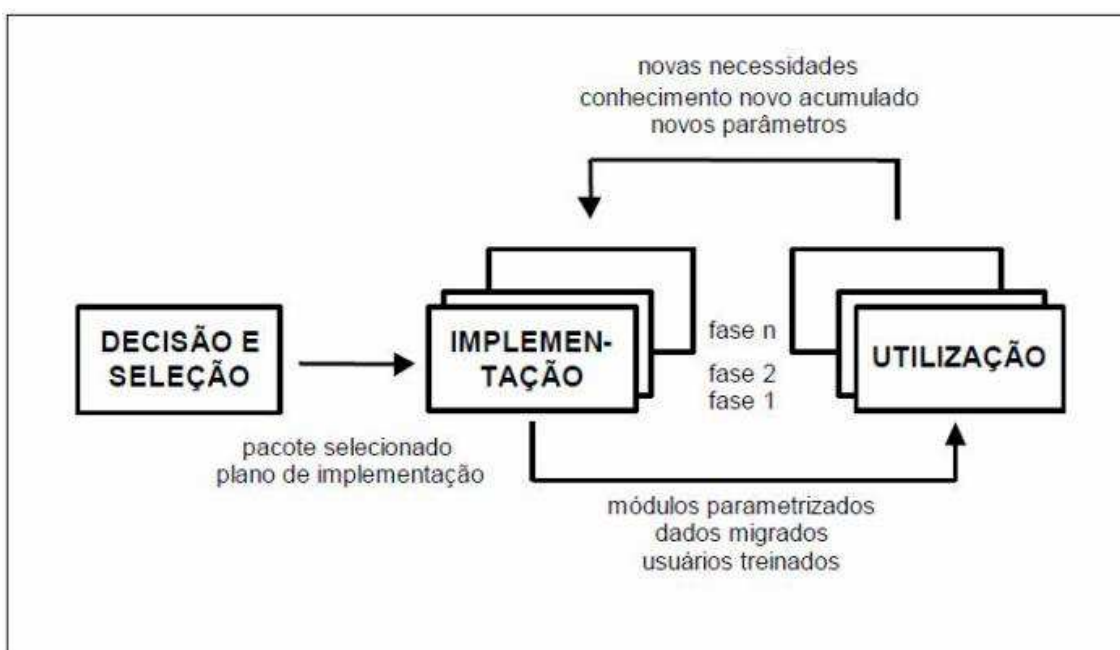 novas necessidades
conhecimento novo acumulado
novos parâmetros
DECISÃO E
SELEÇÃO
IMPLEMEN-
TAÇÃO
fase n
fase 2
fase 1
UTILIZAÇÃO
pacote selecionado
plano de implementação
módulos parametrizados
dados migrados
usuários treinados